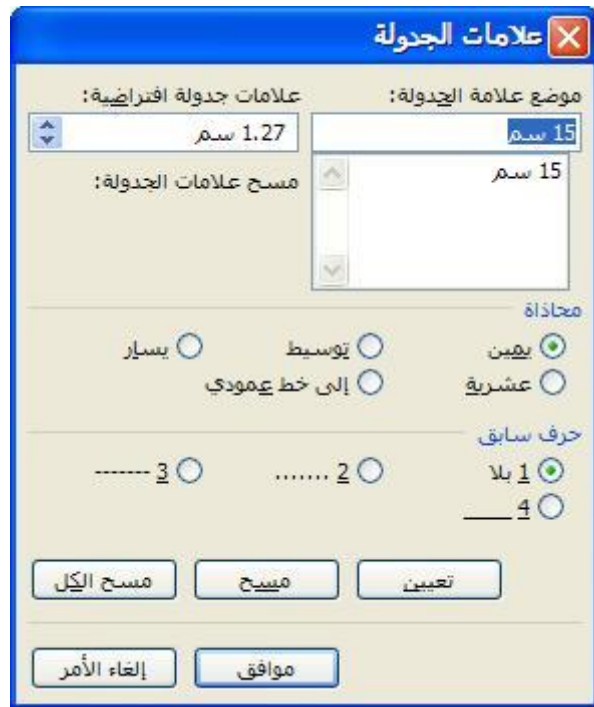 علامات الجدولة
موضع علامة الجدولة: علامات جدولة افتراضية:
15 سم 1.27 سم
15 سم مسح علامات الجدولة:
محاذاة
يمين توسيط يسار
عشرية إلى خط عمودي
حرف سابق
1 بلا 2 ....... 3 -------
4 ____
تعيين مسح مسح الكل
موافق إلغاء الأمر